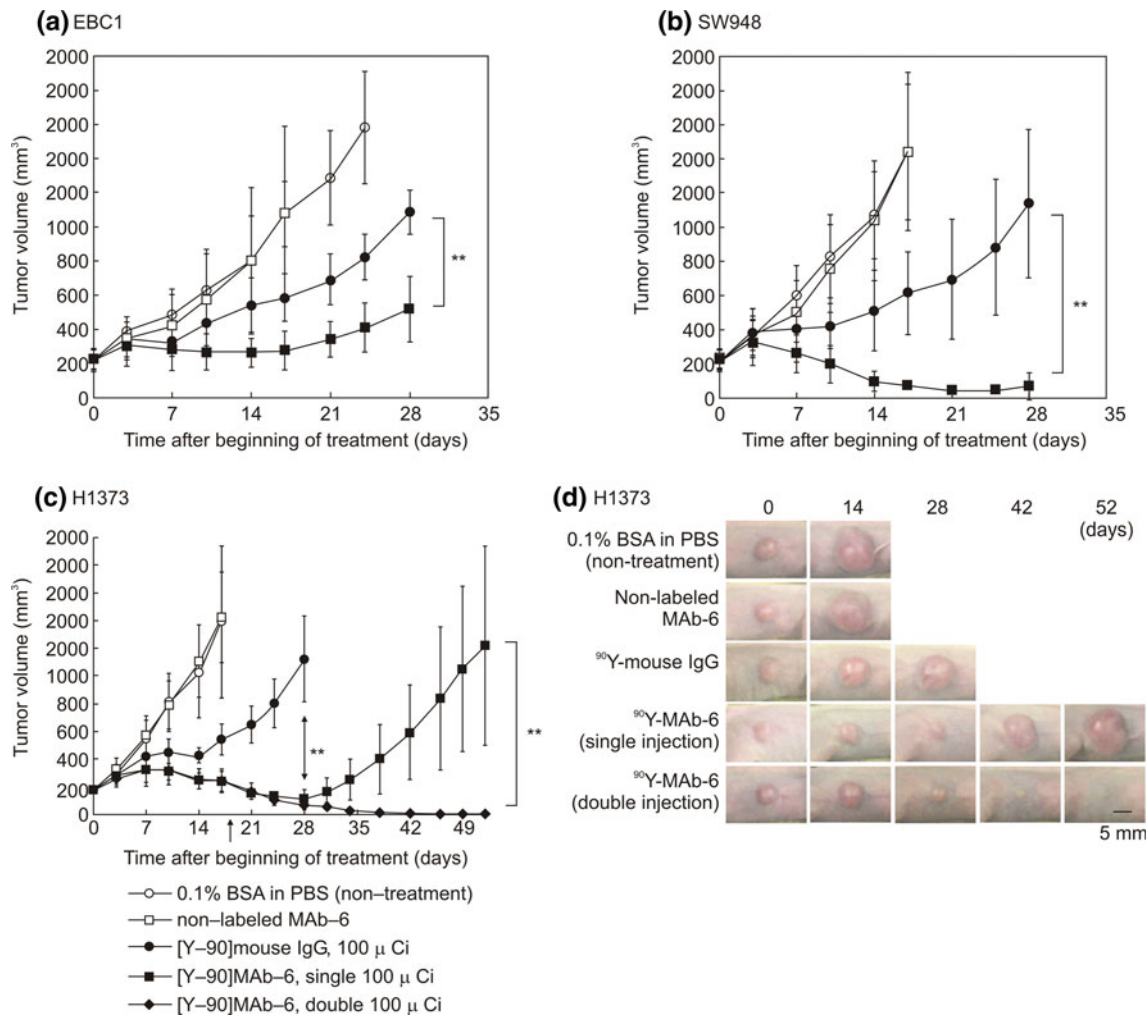 (a) EBC1
2000
2000
2000
2000
2000
1000
800
600
400
200
0
Tumor volume (mm³)
**
0 7 14 21 28 35
Time after beginning of treatment (days)
(b) SW948
2000
2000
2000
2000
2000
1000
800
600
400
200
0
Tumor volume (mm³)
**
0 7 14 21 28 35
Time after beginning of treatment (days)
(c) H1373
2000
2000
2000
2000
2000
1000
800
600
400
200
0
Tumor volume (mm³)
**
**
0 7 14 21 28 35 42 49
Time after beginning of treatment (days)
0.1% BSA in PBS (non–treatment)
non–labeled MAb–6
[Y–90]mouse IgG, 100 μ Ci
[Y–90]MAb–6, single 100 μ Ci
[Y–90]MAb–6, double 100 μ Ci
(d) H1373
0 14 28 42 52
(days)
0.1% BSA in PBS
(non-treatment)
Non-labeled
MAb-6
⁹⁰Y-mouse IgG
⁹⁰Y-MAb-6
(single injection)
⁹⁰Y-MAb-6
(double injection)
5 mm